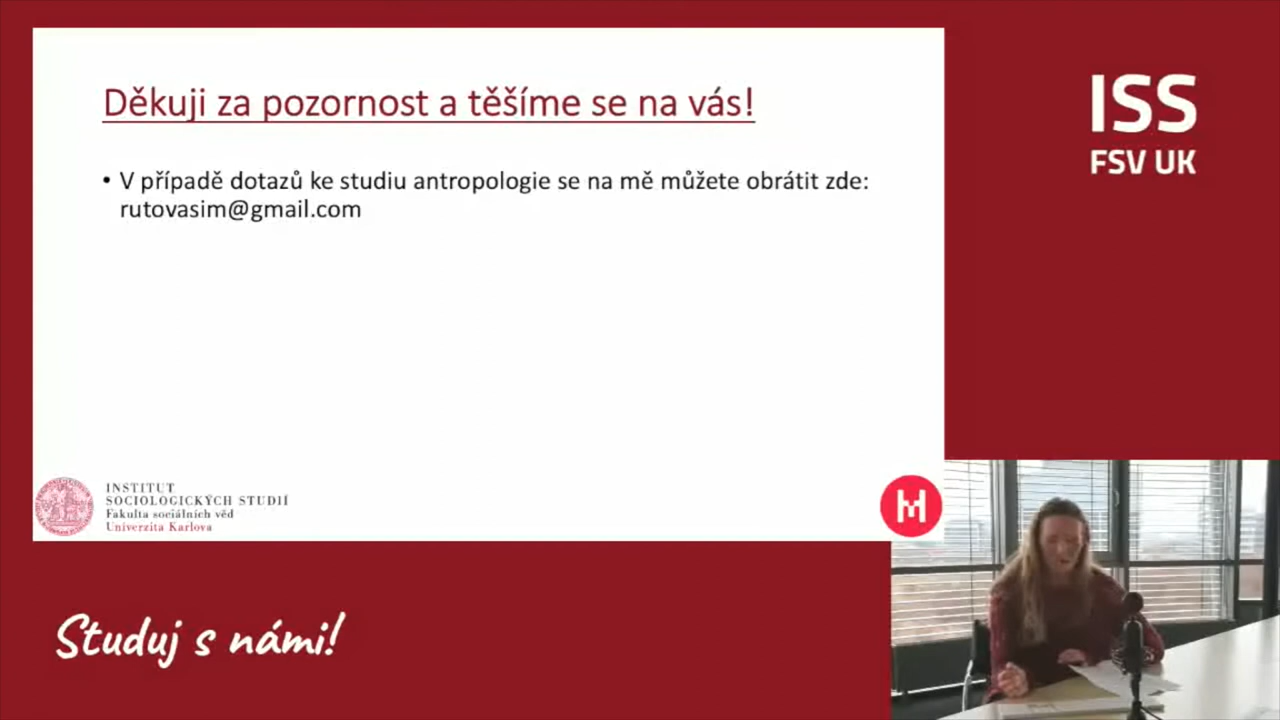 Děkuji za pozornost a těšíme se na vás!
• V případě dotazů ke studiu antropologie se na mě můžete obrátit zde:
rutovasim@gmail.com
ISS
FSV UK
INSTITUT
SOCIOLOGICKÝCH STUDIÍ
Fakulta sociálních věd
Univerzita Karlova
M
Studuj s námi!